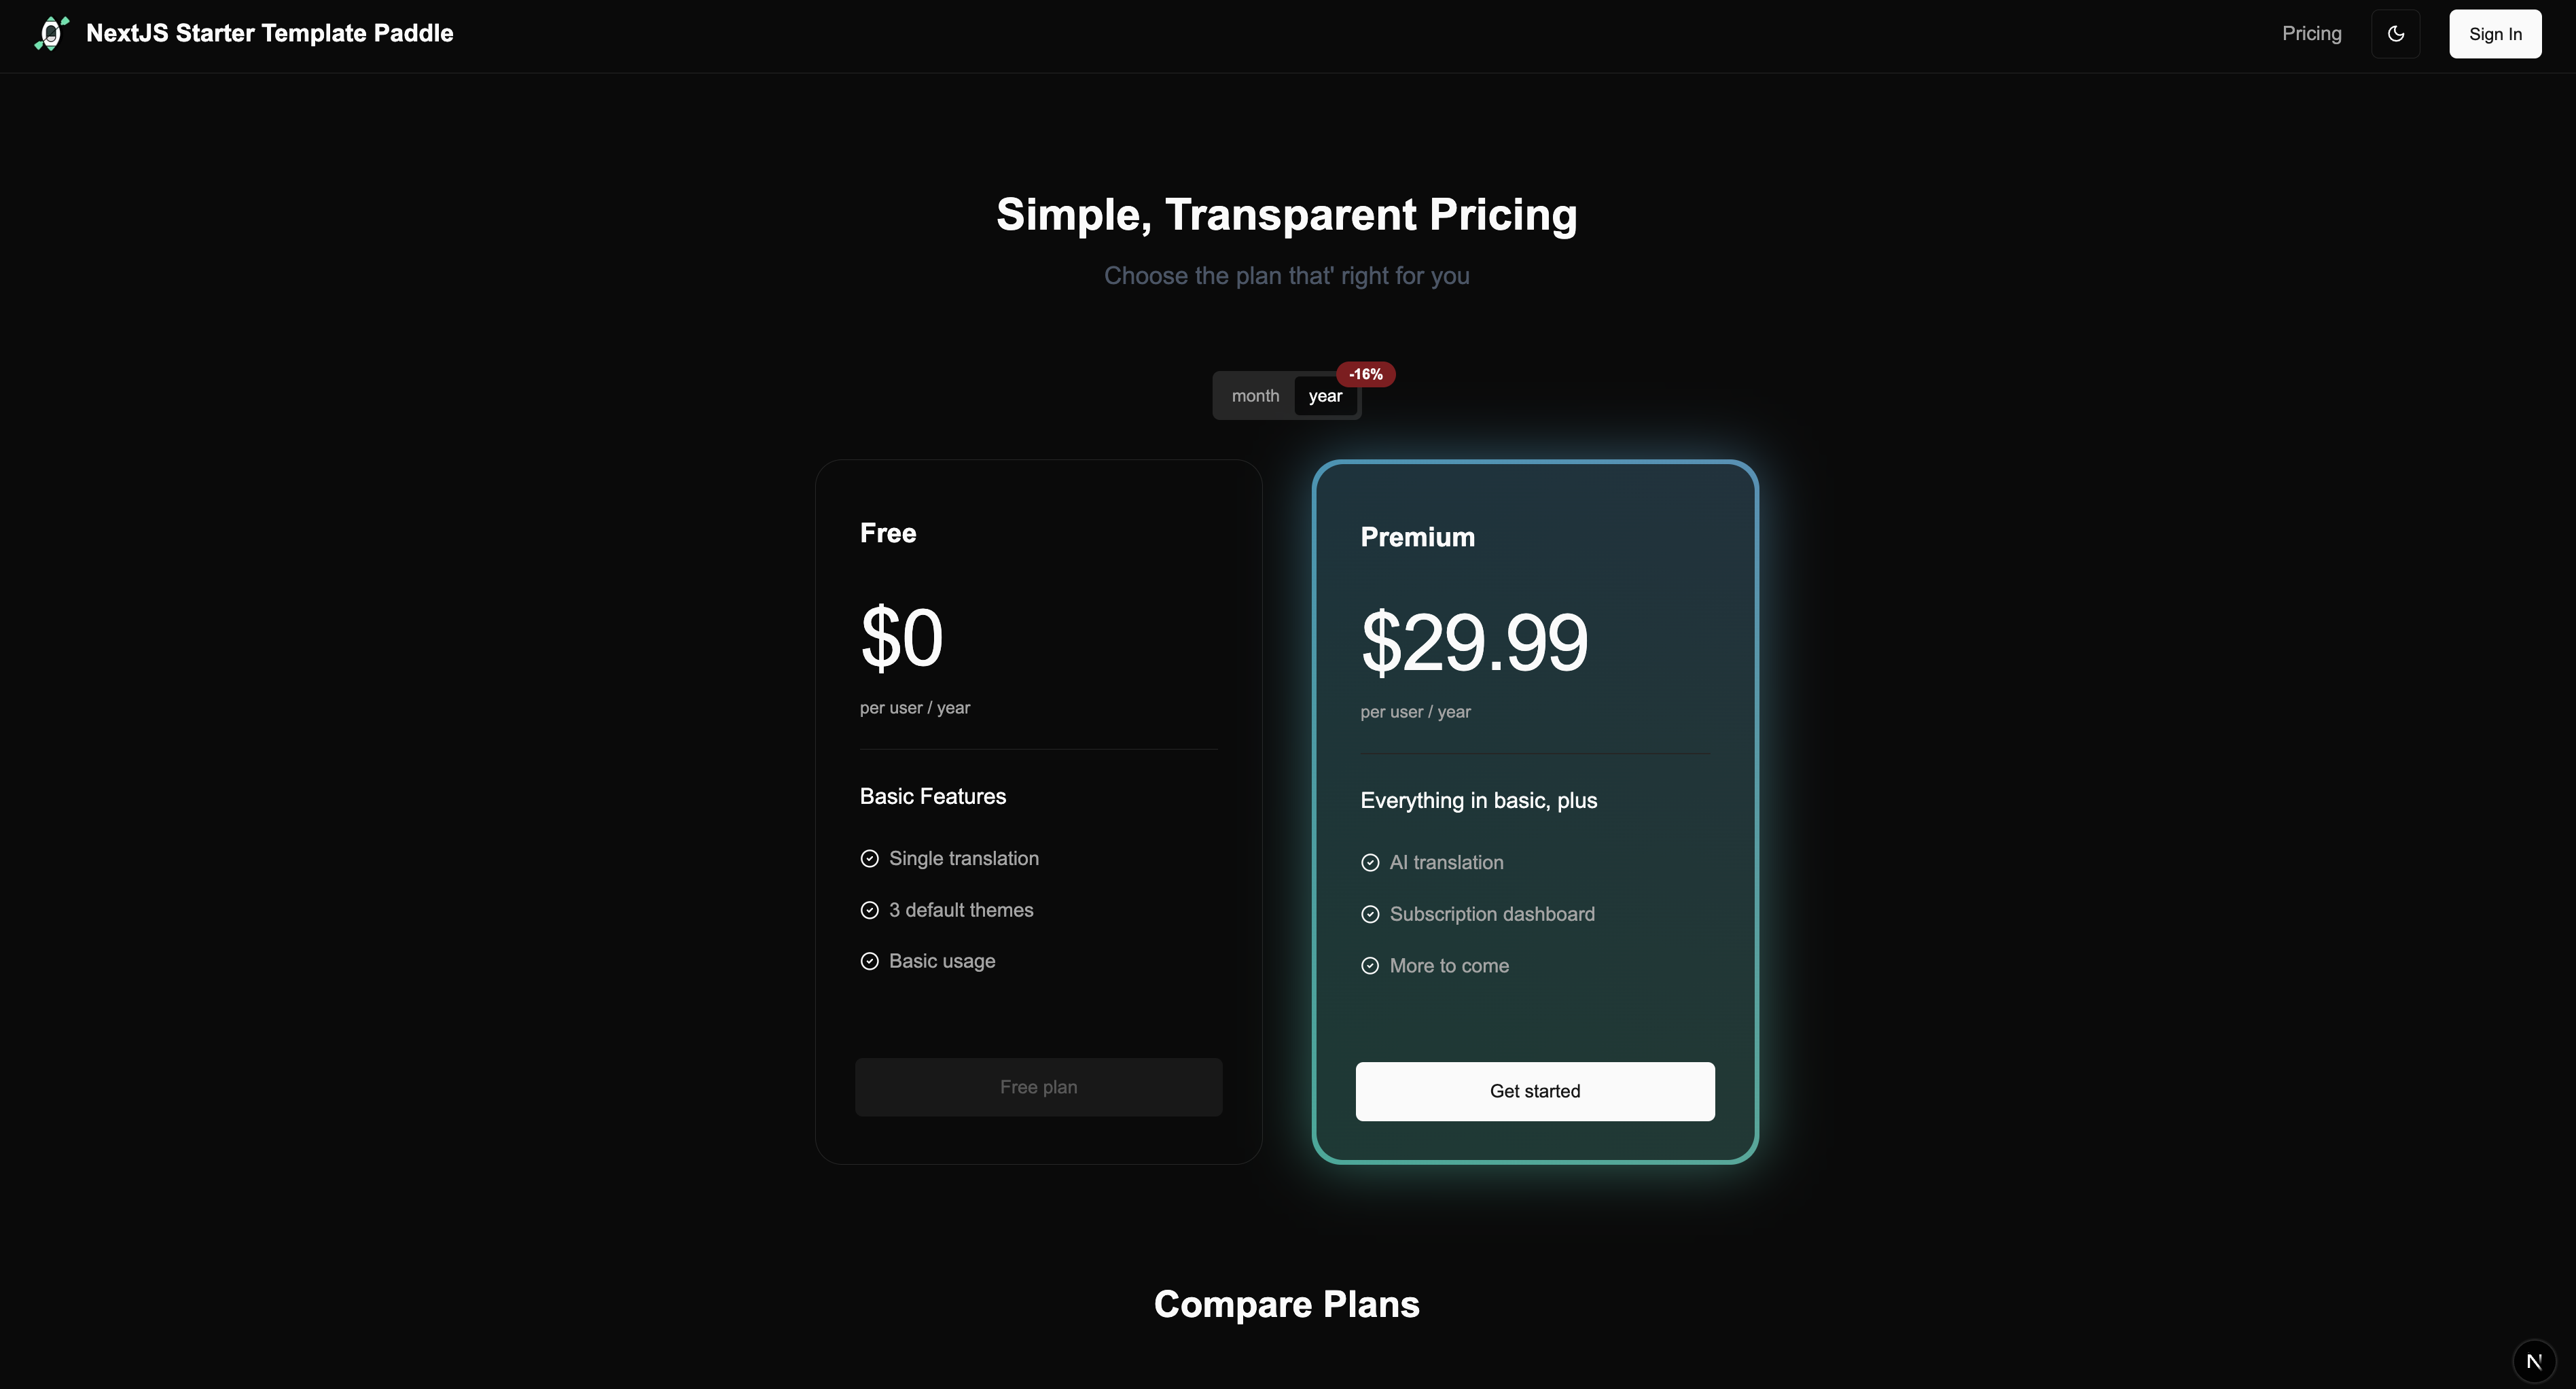 NextJS Starter Template Paddle
Pricing
Sign In
Simple, Transparent Pricing
Choose the plan that' right for you
-16%
month
year
Free
$0
per user / year
Basic Features
Single translation
3 default themes
Basic usage
Free plan
Premium
$29.99
per user / year
Everything in basic, plus
AI translation
Subscription dashboard
More to come
Get started
Compare Plans
N